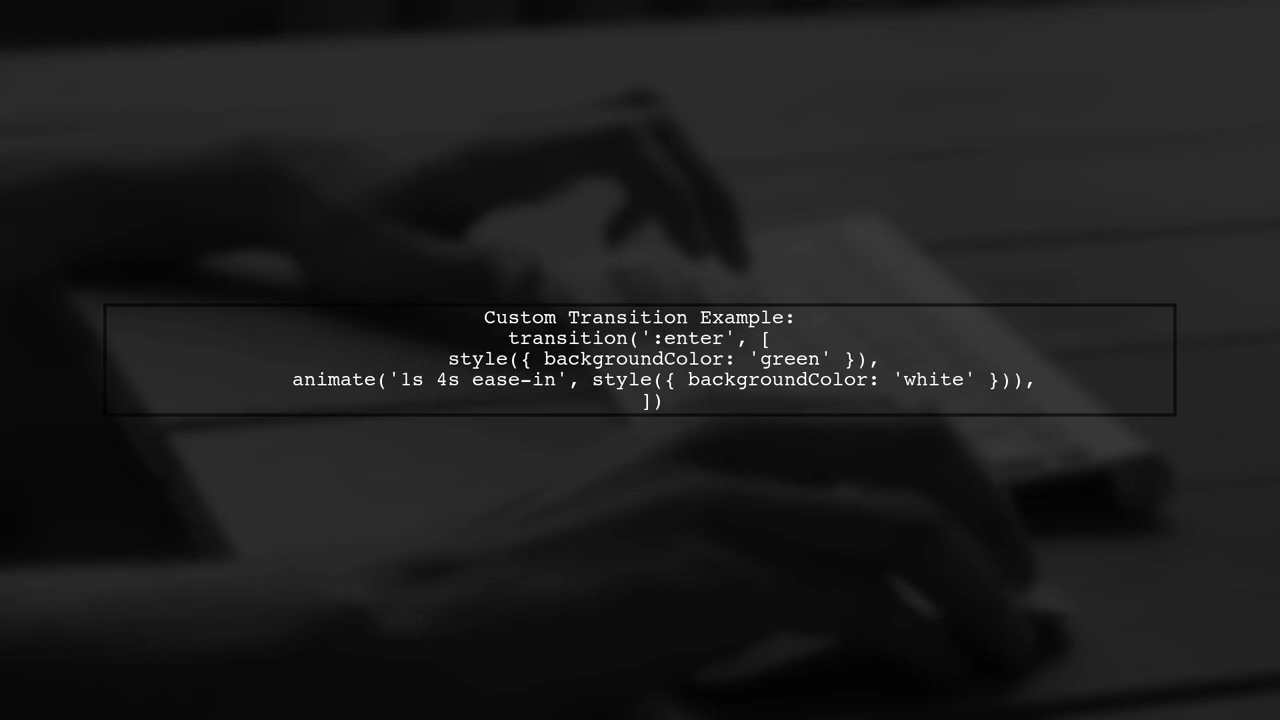 Custom Transition Example:
transition(':enter', [
style({ backgroundColor: 'green' }),
animate('1s 4s ease-in', style({ backgroundColor: 'white' })),
])